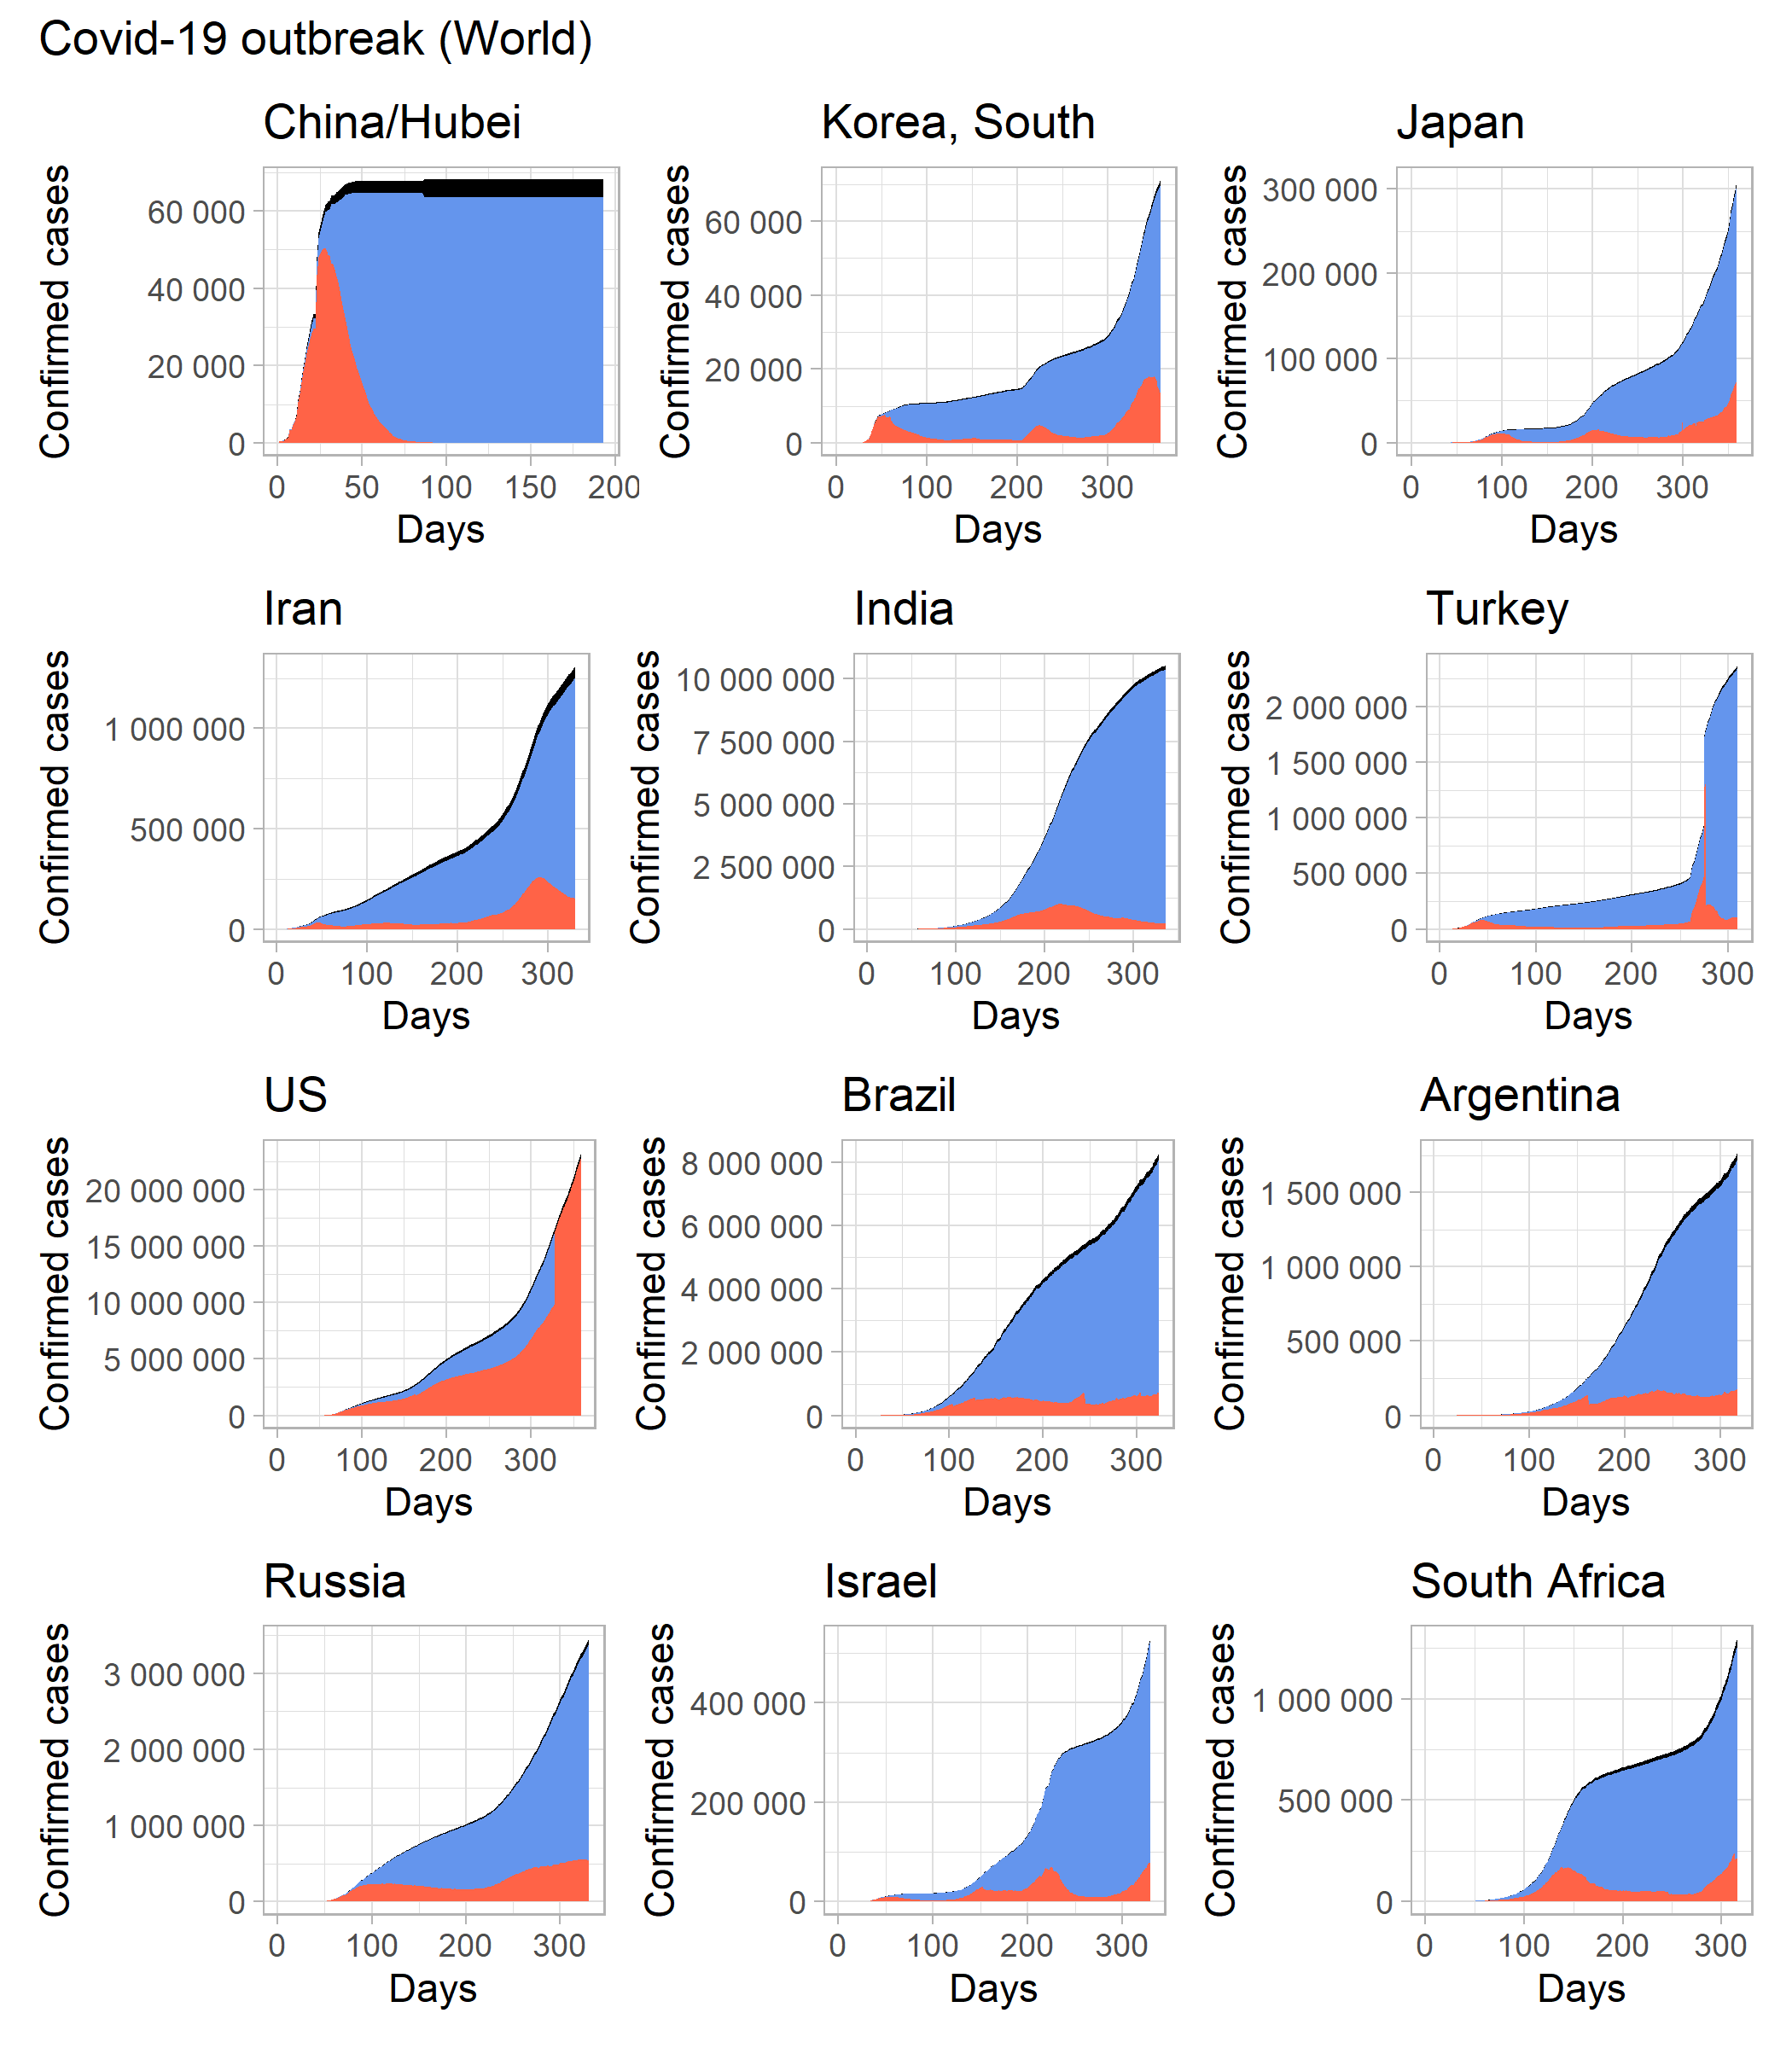 Covid-19 outbreak (World)
China/Hubei
Confirmed cases
60 000
40 000
20 000
0
0 50 100 150 200
Days
Korea, South
Confirmed cases
60 000
40 000
20 000
0
0 100 200 300
Days
Japan
Confirmed cases
300 000
200 000
100 000
0
0 100 200 300
Days
Iran
Confirmed cases
1 000 000
500 000
0
0 100 200 300
Days
India
Confirmed cases
10 000 000
7 500 000
5 000 000
2 500 000
0
0 100 200 300
Days
Turkey
Confirmed cases
2 000 000
1 500 000
1 000 000
500 000
0
0 100 200 300
Days
US
Confirmed cases
20 000 000
15 000 000
10 000 000
5 000 000
0
0 100 200 300
Days
Brazil
Confirmed cases
8 000 000
6 000 000
4 000 000
2 000 000
0
0 100 200 300
Days
Argentina
Confirmed cases
1 500 000
1 000 000
500 000
0
0 100 200 300
Days
Russia
Confirmed cases
3 000 000
2 000 000
1 000 000
0
0 100 200 300
Days
Israel
Confirmed cases
400 000
200 000
0
0 100 200 300
Days
South Africa
Confirmed cases
1 000 000
500 000
0
0 100 200 300
Days